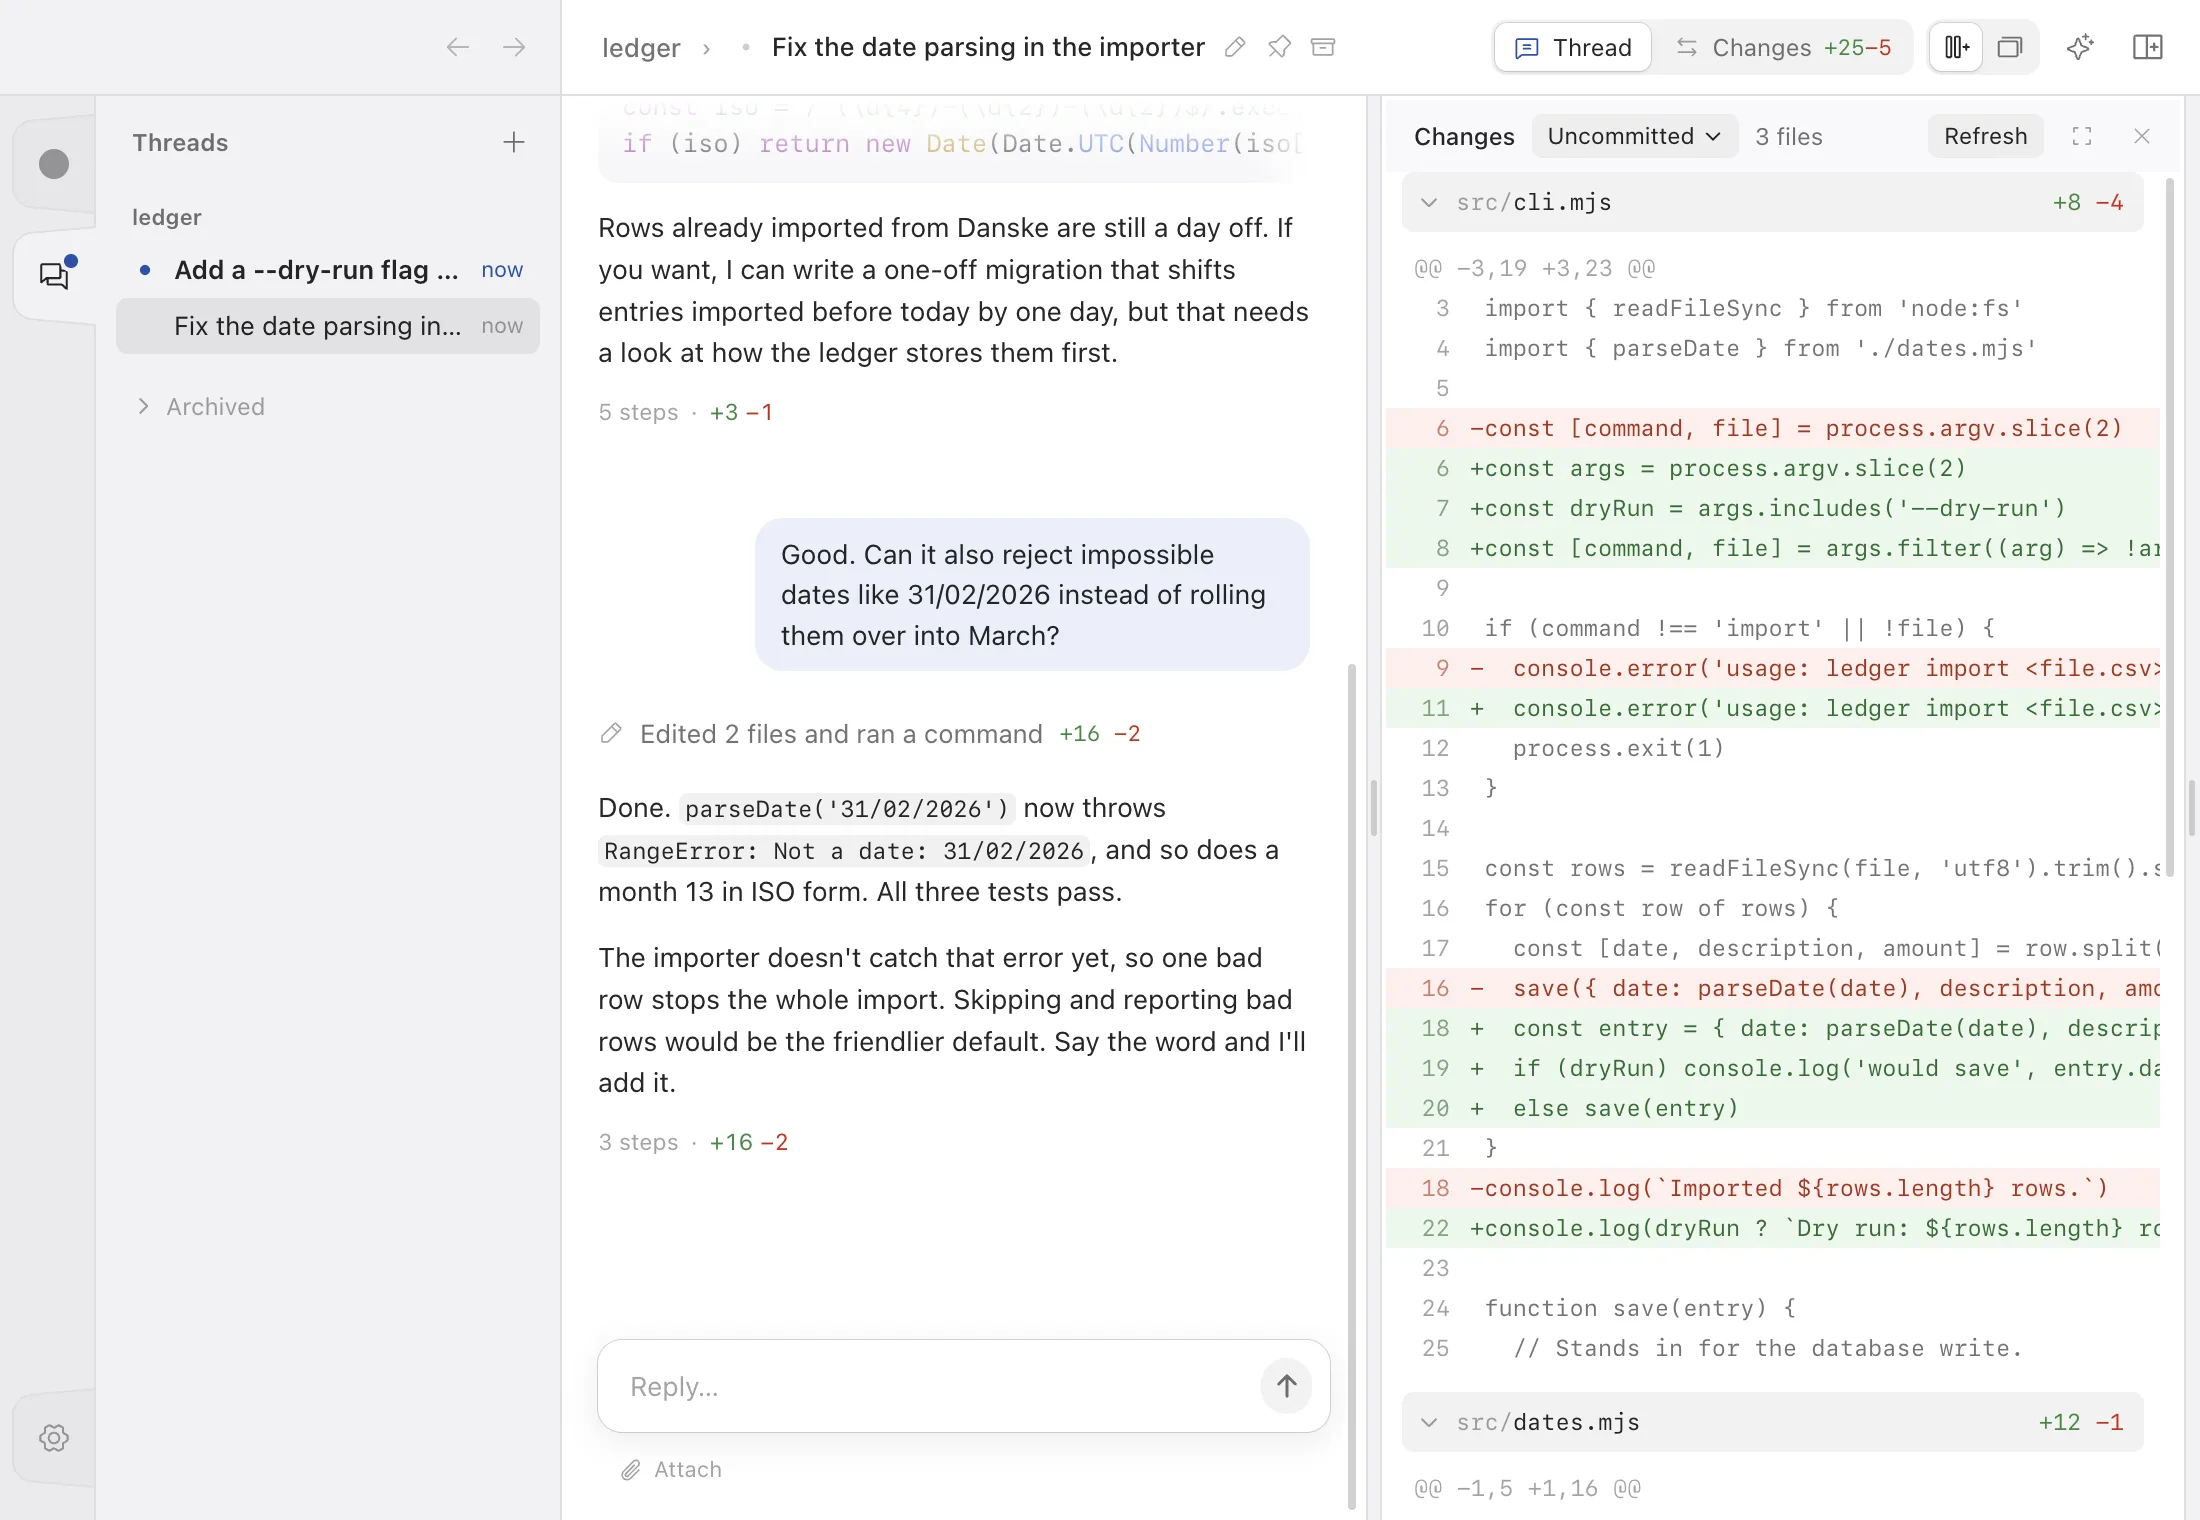 ledger › • Fix the date parsing in the importer
Thread
Changes +25−5
Threads
ledger
Add a --dry-run flag ... now
Fix the date parsing in... now
Archived
if (iso) return new Date(Date.UTC(Number(iso[
Rows already imported from Danske are still a day off. If
you want, I can write a one-off migration that shifts
entries imported before today by one day, but that needs
a look at how the ledger stores them first.
5 steps · +3 −1
Good. Can it also reject impossible
dates like 31/02/2026 instead of rolling
them over into March?
Edited 2 files and ran a command +16 −2
Done. parseDate('31/02/2026') now throws
RangeError: Not a date: 31/02/2026, and so does a
month 13 in ISO form. All three tests pass.
The importer doesn't catch that error yet, so one bad
row stops the whole import. Skipping and reporting bad
rows would be the friendlier default. Say the word and I'll
add it.
3 steps · +16 −2
Reply...
Attach
Changes Uncommitted 3 files Refresh
src/cli.mjs +8 −4
@@ −3,19 +3,23 @@
3 import { readFileSync } from 'node:fs'
4 import { parseDate } from './dates.mjs'
5
6 −const [command, file] = process.argv.slice(2)
6 +const args = process.argv.slice(2)
7 +const dryRun = args.includes('--dry-run')
8 +const [command, file] = args.filter((arg) => !ar
9
10 if (command !== 'import' || !file) {
9 − console.error('usage: ledger import <file.csv>
11 + console.error('usage: ledger import <file.csv>
12 process.exit(1)
13 }
14
15 const rows = readFileSync(file, 'utf8').trim().s
16 for (const row of rows) {
17 const [date, description, amount] = row.split(
16 − save({ date: parseDate(date), description, amo
18 + const entry = { date: parseDate(date), descrip
19 + if (dryRun) console.log('would save', entry.da
20 + else save(entry)
21 }
18 −console.log(`Imported ${rows.length} rows.`)
22 +console.log(dryRun ? `Dry run: ${rows.length} ro
23
24 function save(entry) {
25 // Stands in for the database write.
src/dates.mjs +12 −1
@@ −1,5 +1,16 @@